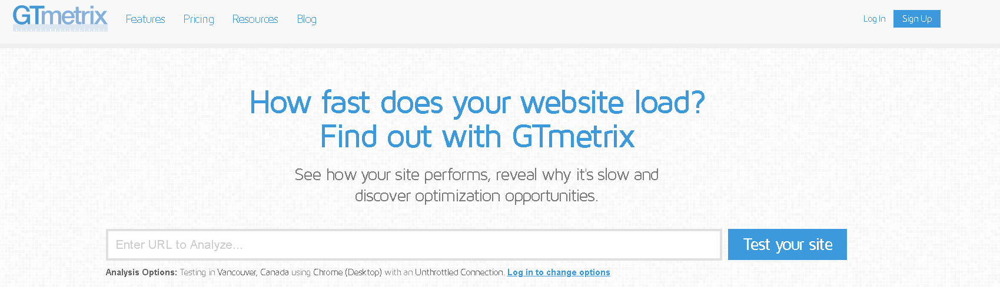 GTmetrix
Features
Pricing
Resources
Blog
Log In
Sign Up
How fast does your website load?
Find out with GTmetrix
See how your site performs, reveal why it's slow and
discover optimization opportunities.
Enter URL to Analyze...
Test your site
Analysis Options: Testing in Vancouver, Canada using Chrome (Desktop) with an Unthrottled Connection. Log in to change options